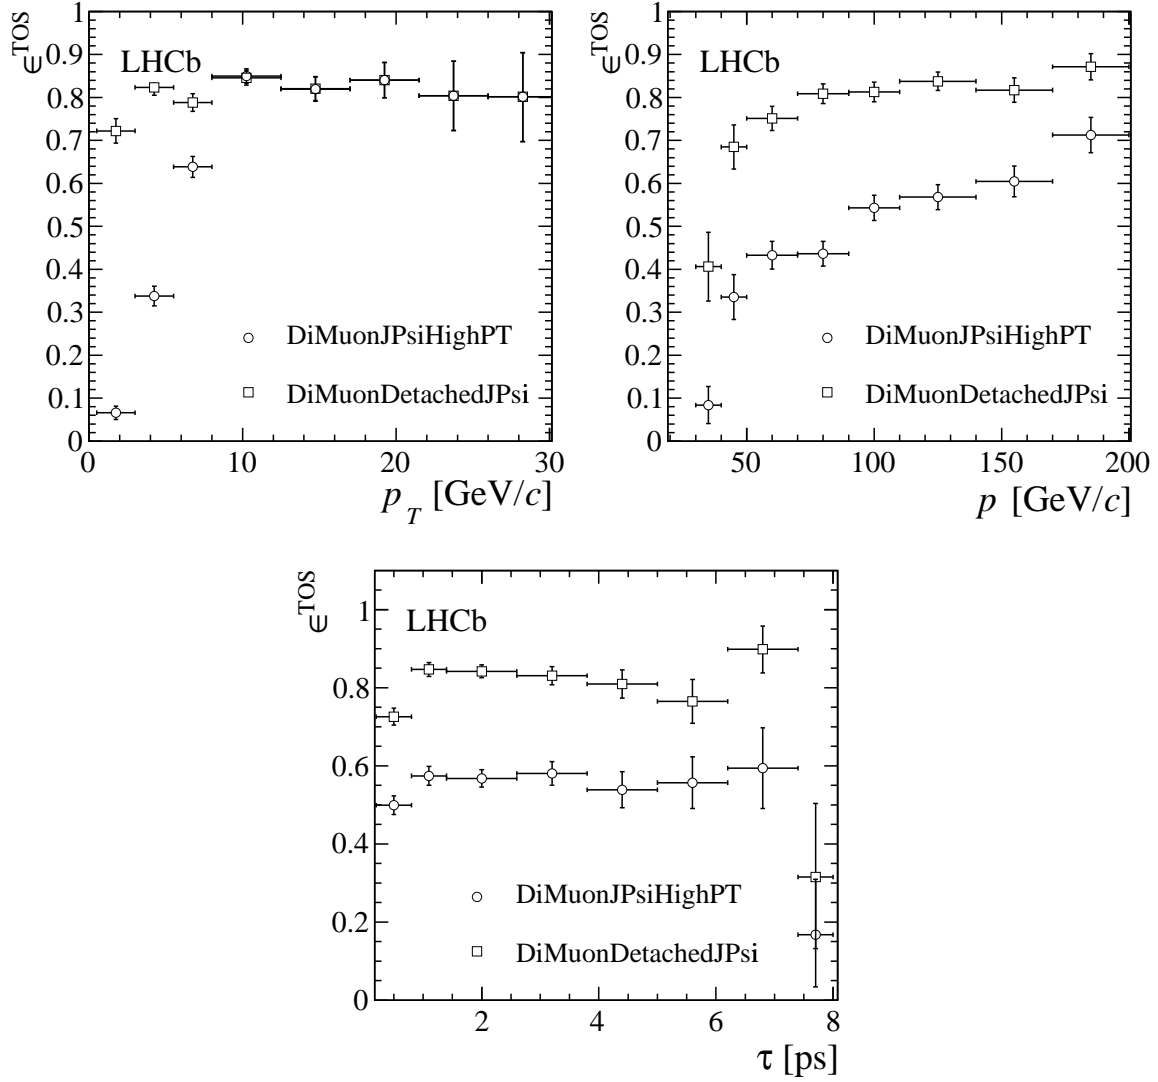 1
0.9
0.8
0.7
0.6
0.5
0.4
0.3
0.2
0.1
0
∈^TOS
LHCb
DiMuonJPsiHighPT
DiMuonDetachedJPsi
0 10 20 30
p_T [GeV/c]
1
0.9
0.8
0.7
0.6
0.5
0.4
0.3
0.2
0.1
0
∈^TOS
LHCb
DiMuonJPsiHighPT
DiMuonDetachedJPsi
50 100 150 200
p [GeV/c]
1
0.8
0.6
0.4
0.2
0
∈^TOS
LHCb
DiMuonJPsiHighPT
DiMuonDetachedJPsi
2 4 6 8
τ [ps]